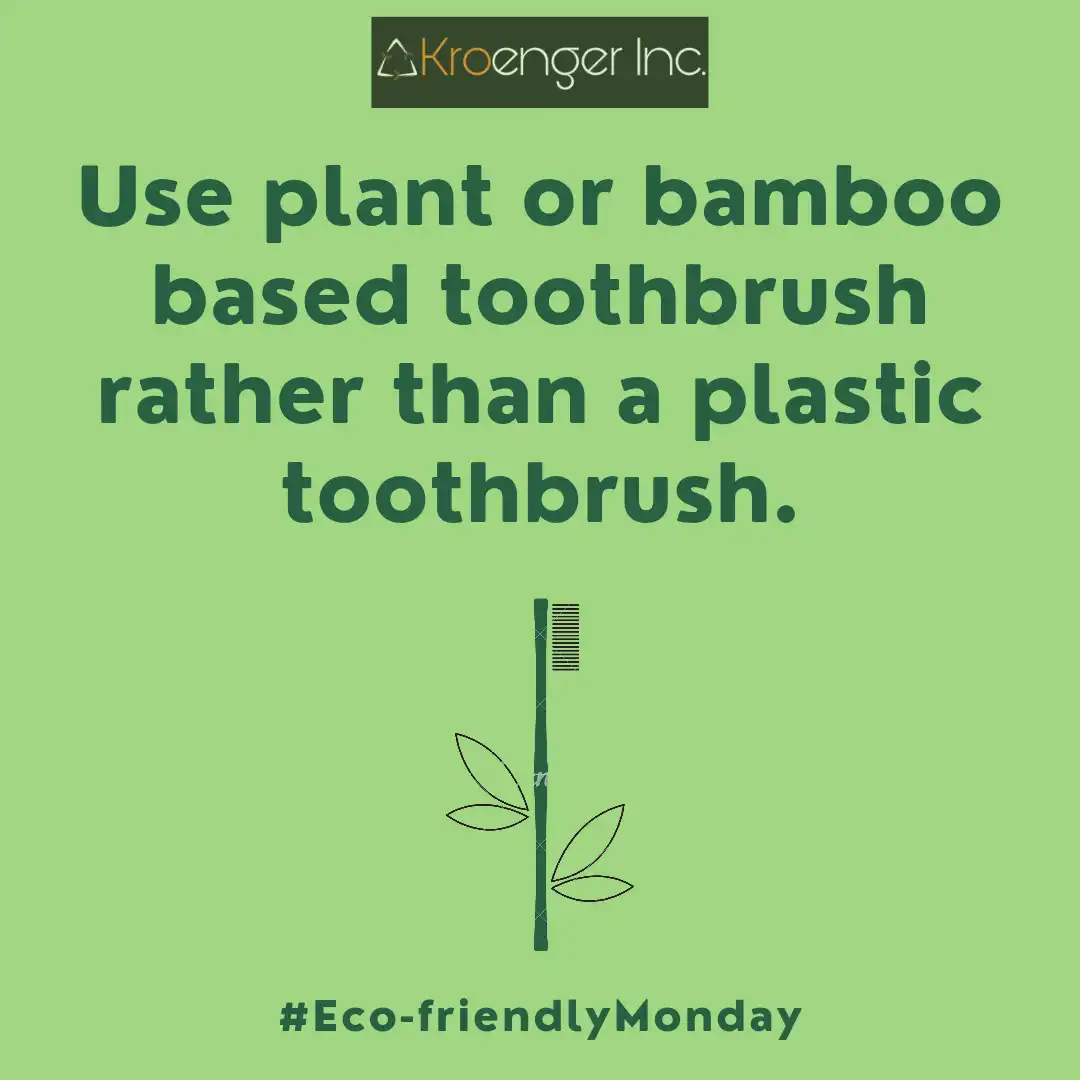 Kroenger Inc.
Use plant or bamboo
based toothbrush
rather than a plastic
toothbrush.
#Eco-friendlyMonday